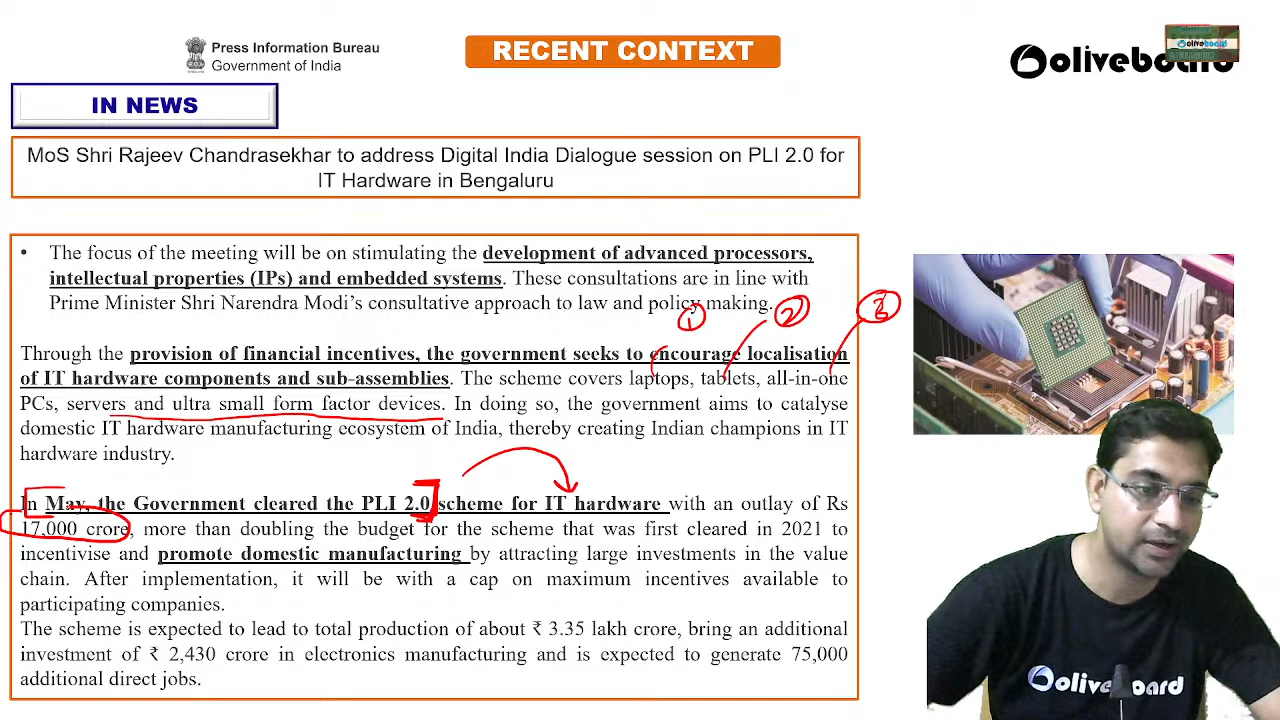 Press Information Bureau
Government of India
RECENT CONTEXT
oliveboard
oliveboard
IN NEWS
MoS Shri Rajeev Chandrasekhar to address Digital India Dialogue session on PLI 2.0 for
IT Hardware in Bengaluru
• The focus of the meeting will be on stimulating the development of advanced processors,
intellectual properties (IPs) and embedded systems. These consultations are in line with
Prime Minister Shri Narendra Modi's consultative approach to law and policy making.
1 2 3
Through the provision of financial incentives, the government seeks to encourage localisation
of IT hardware components and sub-assemblies. The scheme covers laptops, tablets, all-in-one
PCs, servers and ultra small form factor devices. In doing so, the government aims to catalyse
domestic IT hardware manufacturing ecosystem of India, thereby creating Indian champions in IT
hardware industry.
In May, the Government cleared the PLI 2.0 scheme for IT hardware with an outlay of Rs
17,000 crore, more than doubling the budget for the scheme that was first cleared in 2021 to
incentivise and promote domestic manufacturing by attracting large investments in the value
chain. After implementation, it will be with a cap on maximum incentives available to
participating companies.
The scheme is expected to lead to total production of about ₹ 3.35 lakh crore, bring an additional
investment of ₹ 2,430 crore in electronics manufacturing and is expected to generate 75,000
additional direct jobs.
oliveboard